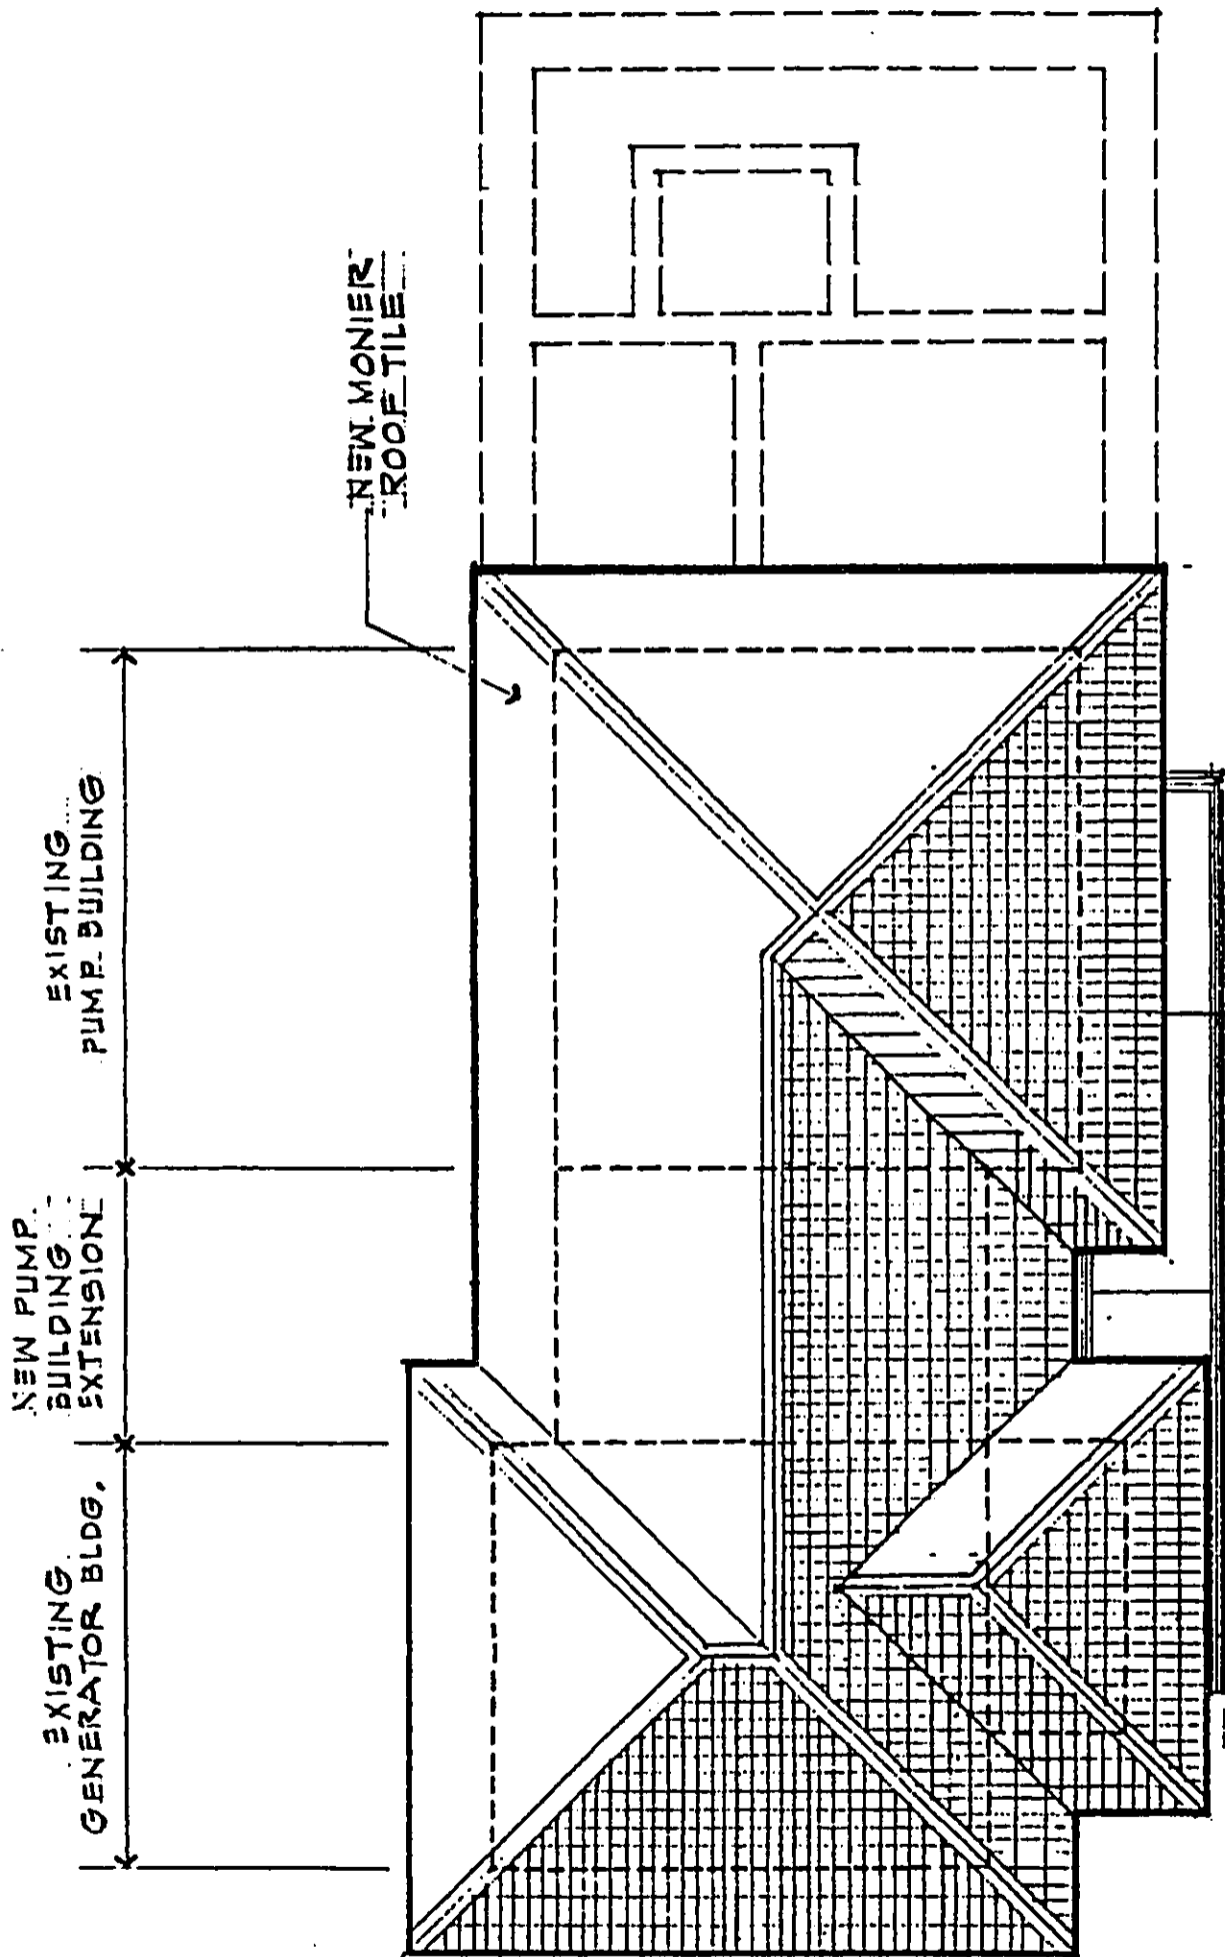 EXISTING
GENERATOR BLDG.
NEW PUMP
BUILDING
EXTENSION
EXISTING
PUMP BUILDING
NEW MONIER
ROOF TILE